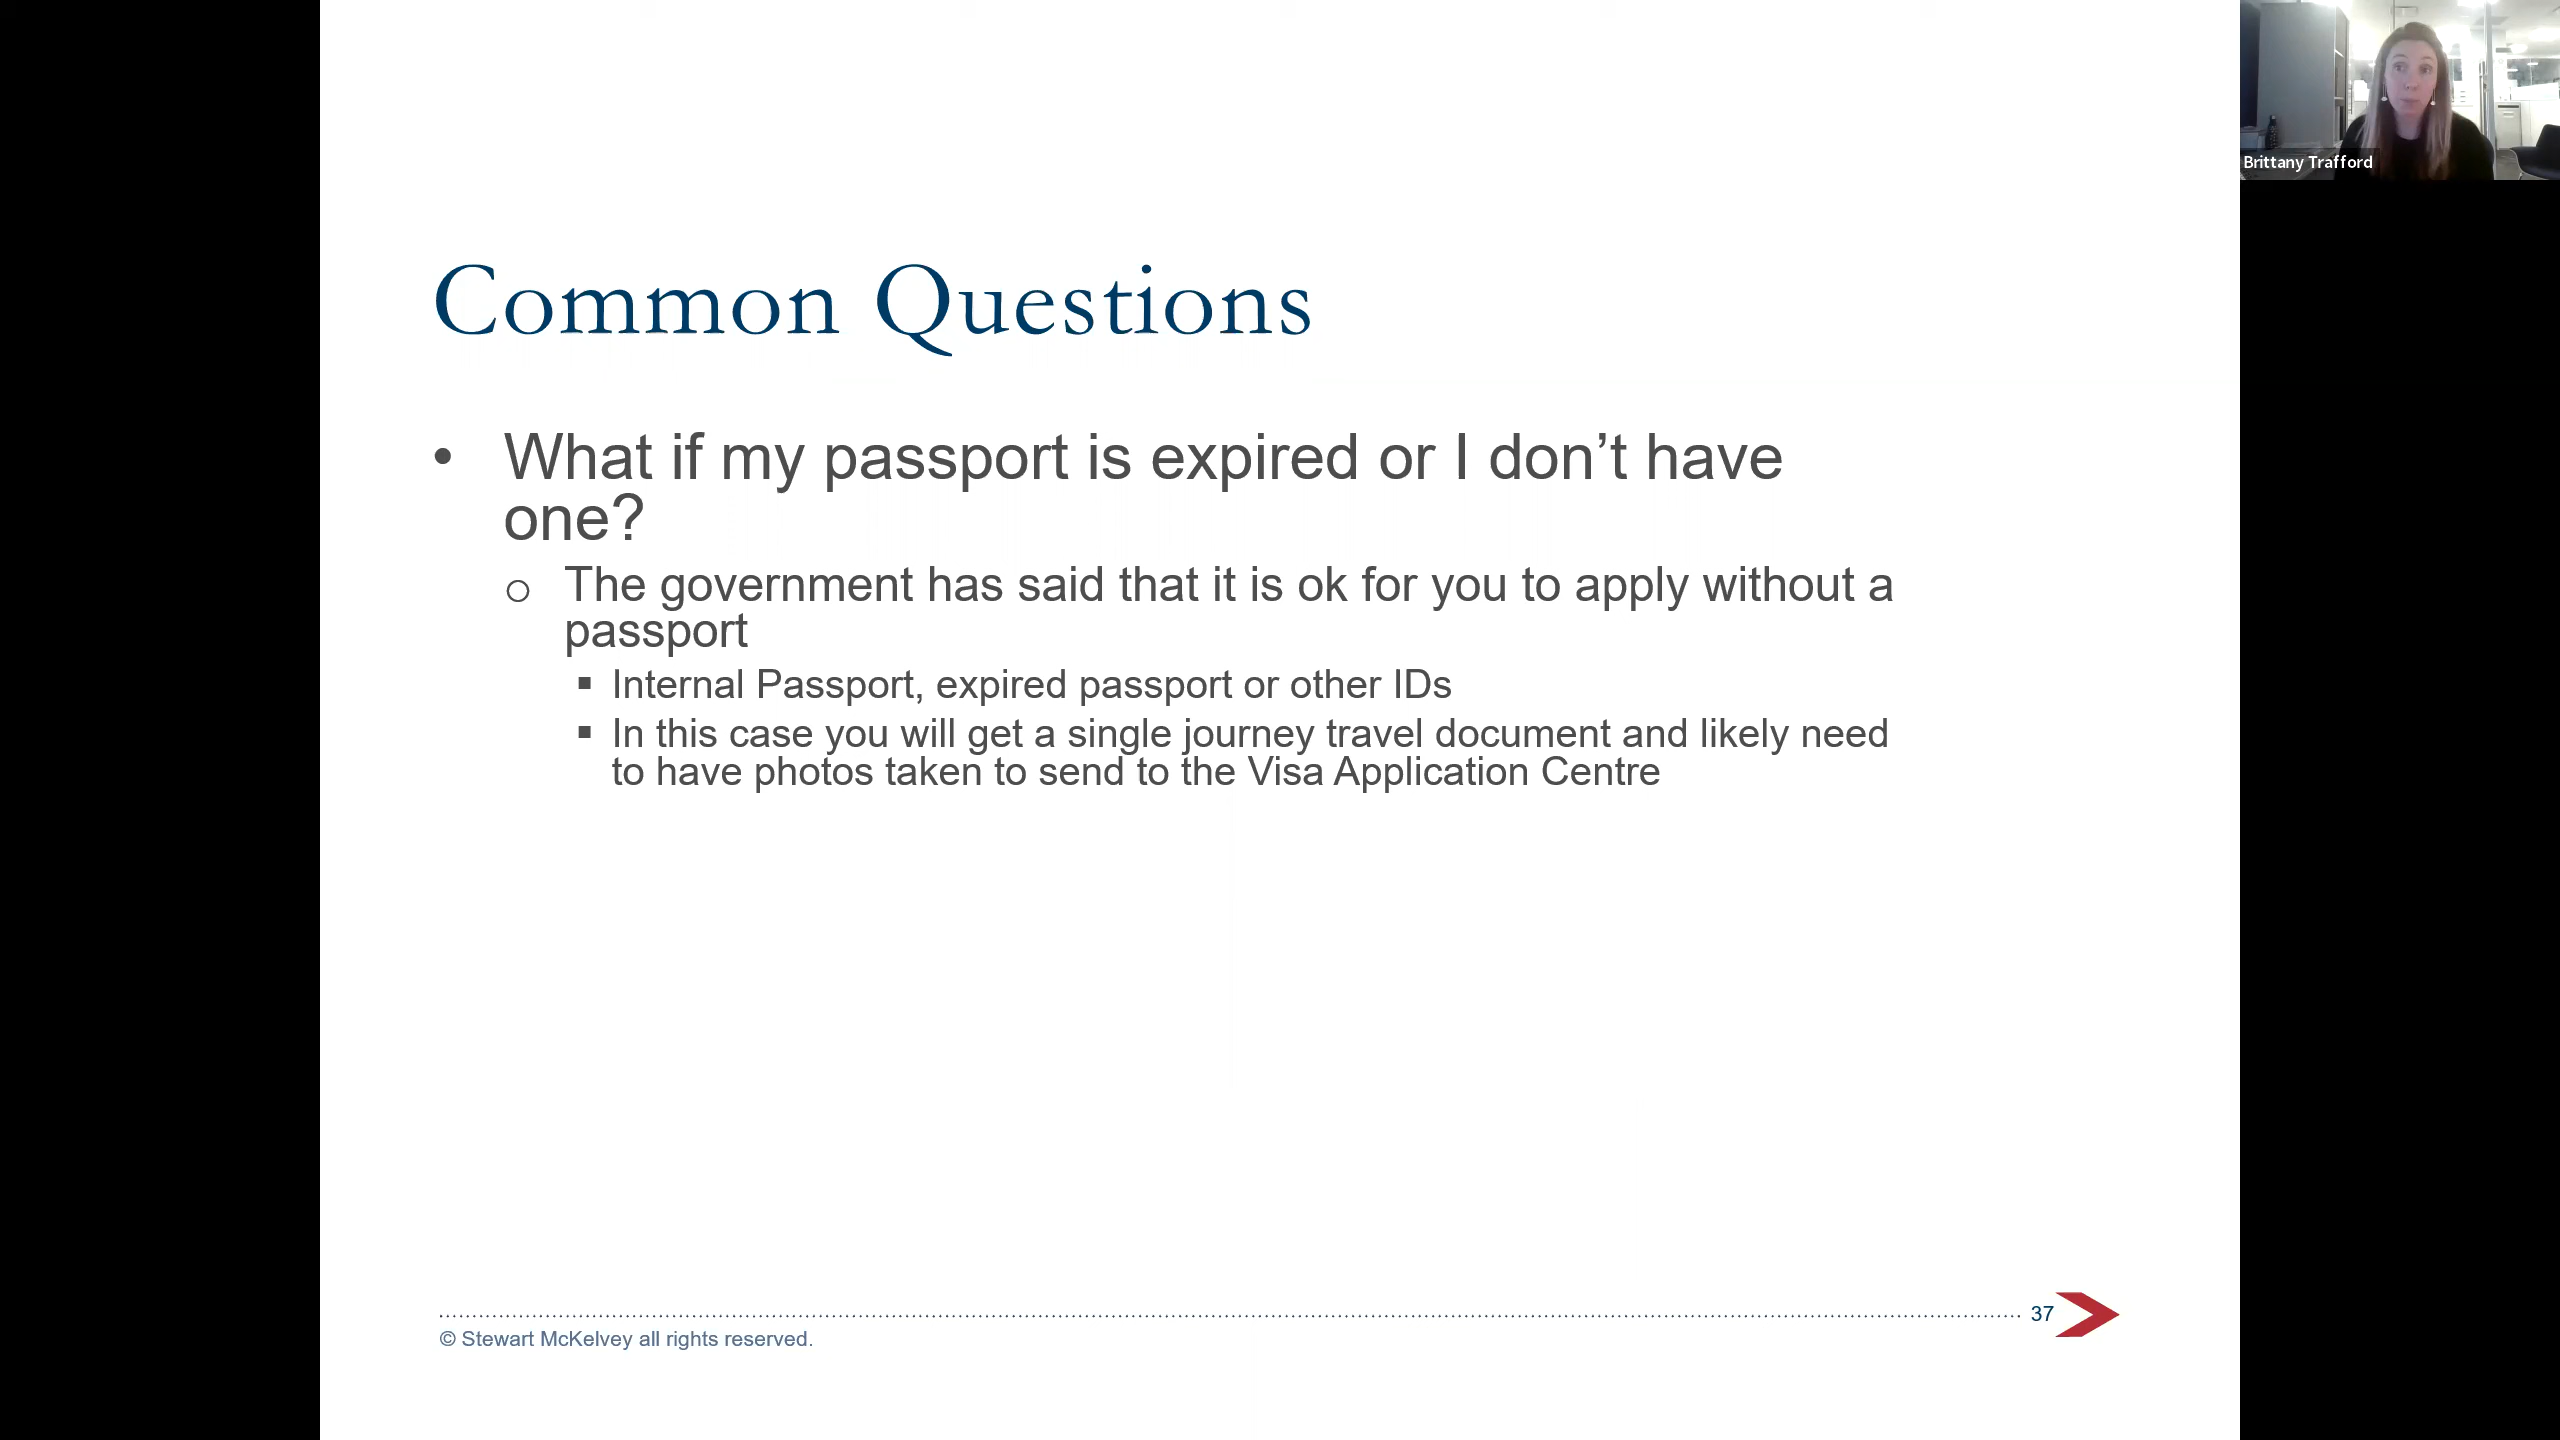 Brittany Trafford
Common Questions
• What if my passport is expired or I don’t have
one?
o The government has said that it is ok for you to apply without a
passport
▪ Internal Passport, expired passport or other IDs
▪ In this case you will get a single journey travel document and likely need
to have photos taken to send to the Visa Application Centre
37
© Stewart McKelvey all rights reserved.